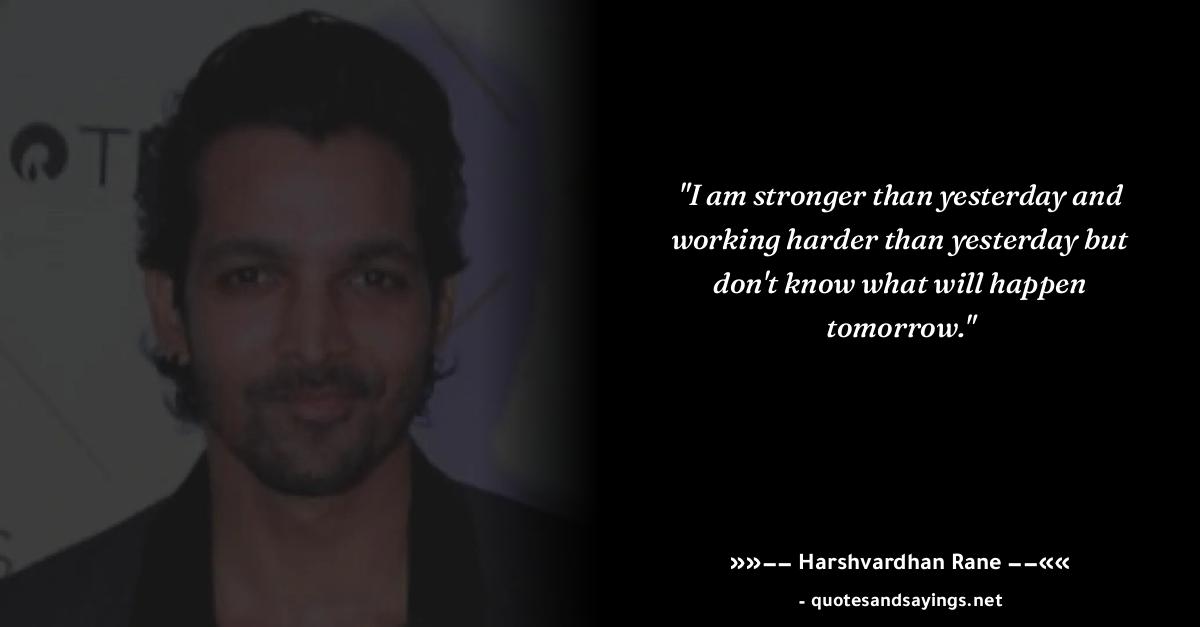 T
"I am stronger than yesterday and
working harder than yesterday but
don't know what will happen
tomorrow."
S
»»−− Harshvardhan Rane −−««
- quotesandsayings.net